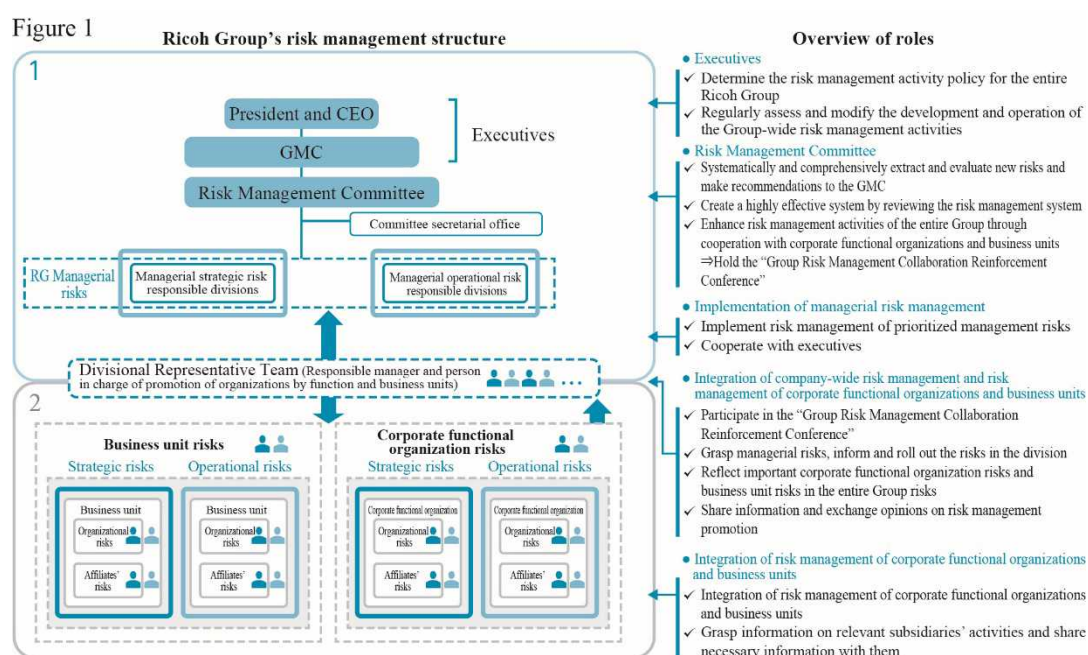 Figure 1
Ricoh Group's risk management structure
1
President and CEO
GMC
Executives
Risk Management Committee
Committee secretarial office
RG Managerial
risks
Managerial strategic risk
responsible divisions
Managerial operational risk
responsible divisions
Divisional Representative Team (Responsible manager and person
in charge of promotion of organizations by function and business units)
...
2
Business unit risks
Strategic risks
Operational risks
Business unit
Organizational
risks
Affiliates'
risks
Business unit
Organizational
risks
Affiliates'
risks
Corporate functional
organization risks
Strategic risks
Operational risks
Corporate functional organization
Organizational
risks
Affiliates'
risks
Corporate functional organization
Organizational
risks
Affiliates'
risks
Overview of roles
● Executives
✓ Determine the risk management activity policy for the entire
Ricoh Group
✓ Regularly assess and modify the development and operation of
the Group-wide risk management activities
● Risk Management Committee
✓ Systematically and comprehensively extract and evaluate new risks and
make recommendations to the GMC
✓ Create a highly effective system by reviewing the risk management system
✓ Enhance risk management activities of the entire Group through
cooperation with corporate functional organizations and business units
⇒Hold the “Group Risk Management Collaboration Reinforcement
Conference”
● Implementation of managerial risk management
✓ Implement risk management of prioritized management risks
✓ Cooperate with executives
● Integration of company-wide risk management and risk
management of corporate functional organizations and business units
✓ Participate in the “Group Risk Management Collaboration
Reinforcement Conference”
✓ Grasp managerial risks, inform and roll out the risks in the division
✓ Reflect important corporate functional organization risks and
business unit risks in the entire Group risks
✓ Share information and exchange opinions on risk management
promotion
● Integration of risk management of corporate functional organizations
and business units
✓ Integration of risk management of corporate functional organizations
and business units
✓ Grasp information on relevant subsidiaries' activities and share
necessary information with them